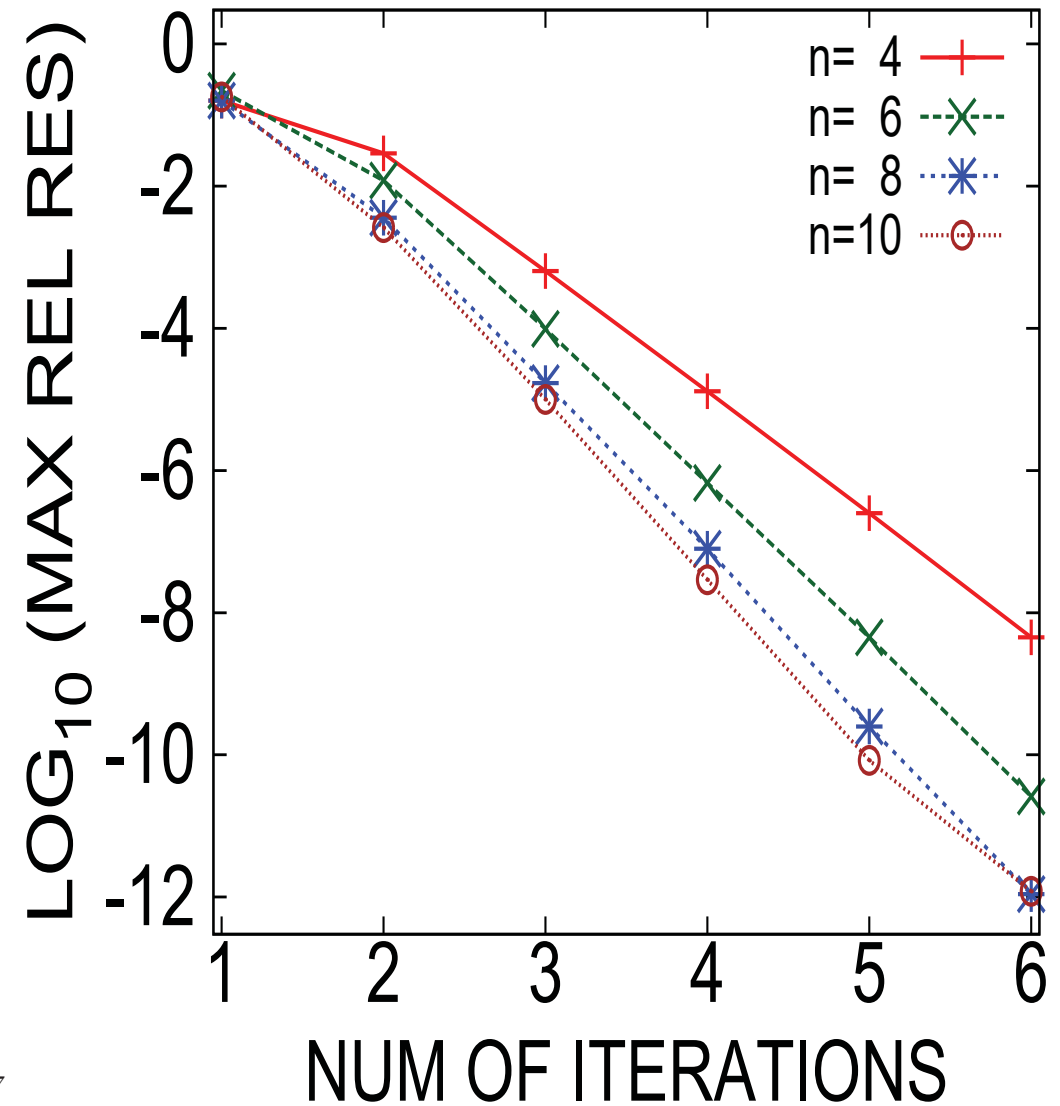 LOG10 (MAX REL RES)
0
-2
-4
-6
-8
-10
-12
n= 4
n= 6
n= 8
n=10
1 2 3 4 5 6
NUM OF ITERATIONS